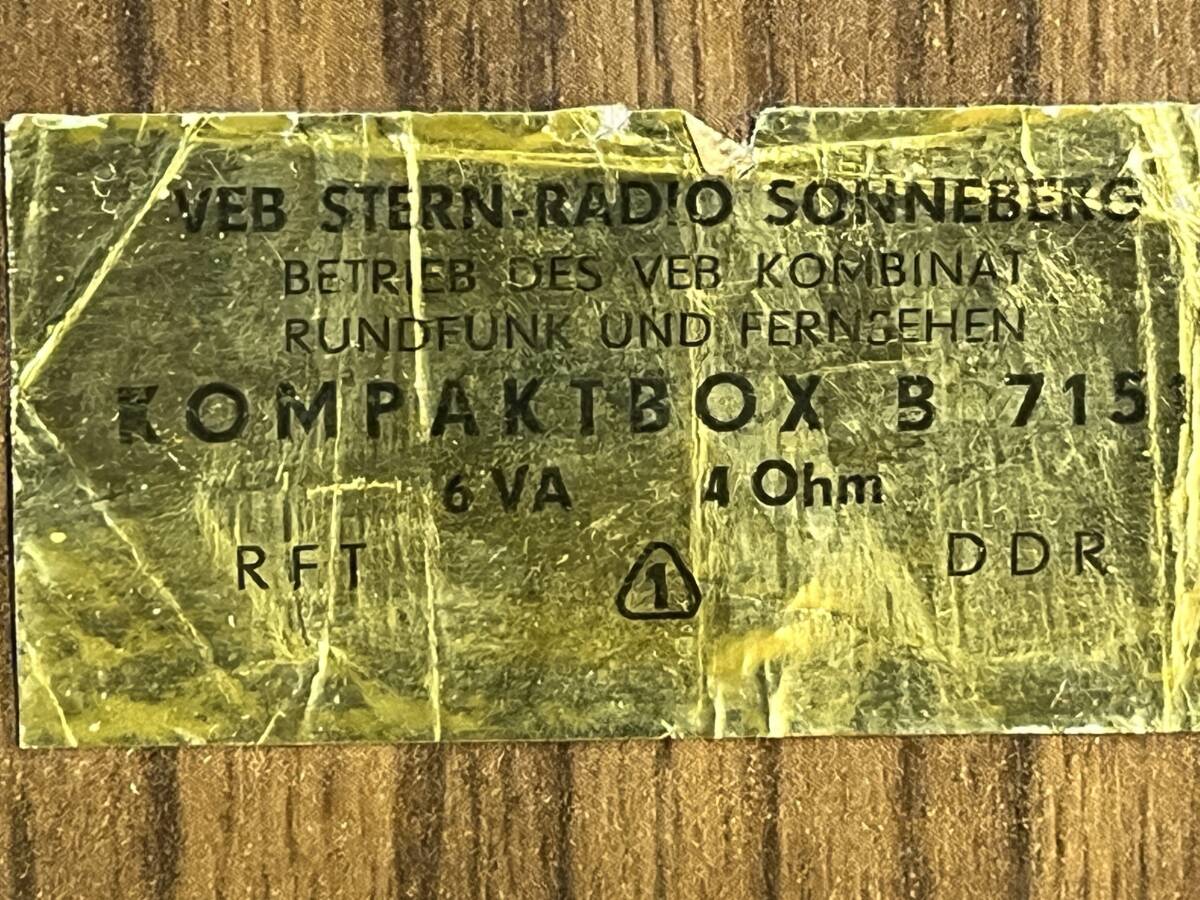 VEB STERN-RADIO SONNEBERG
BETRIEB DES VEB KOMBINAT
RUNDFUNK UND FERNSEHEN
KOMPAKTBOX B
6 VA 4 Ohm
RFT 1 DDR